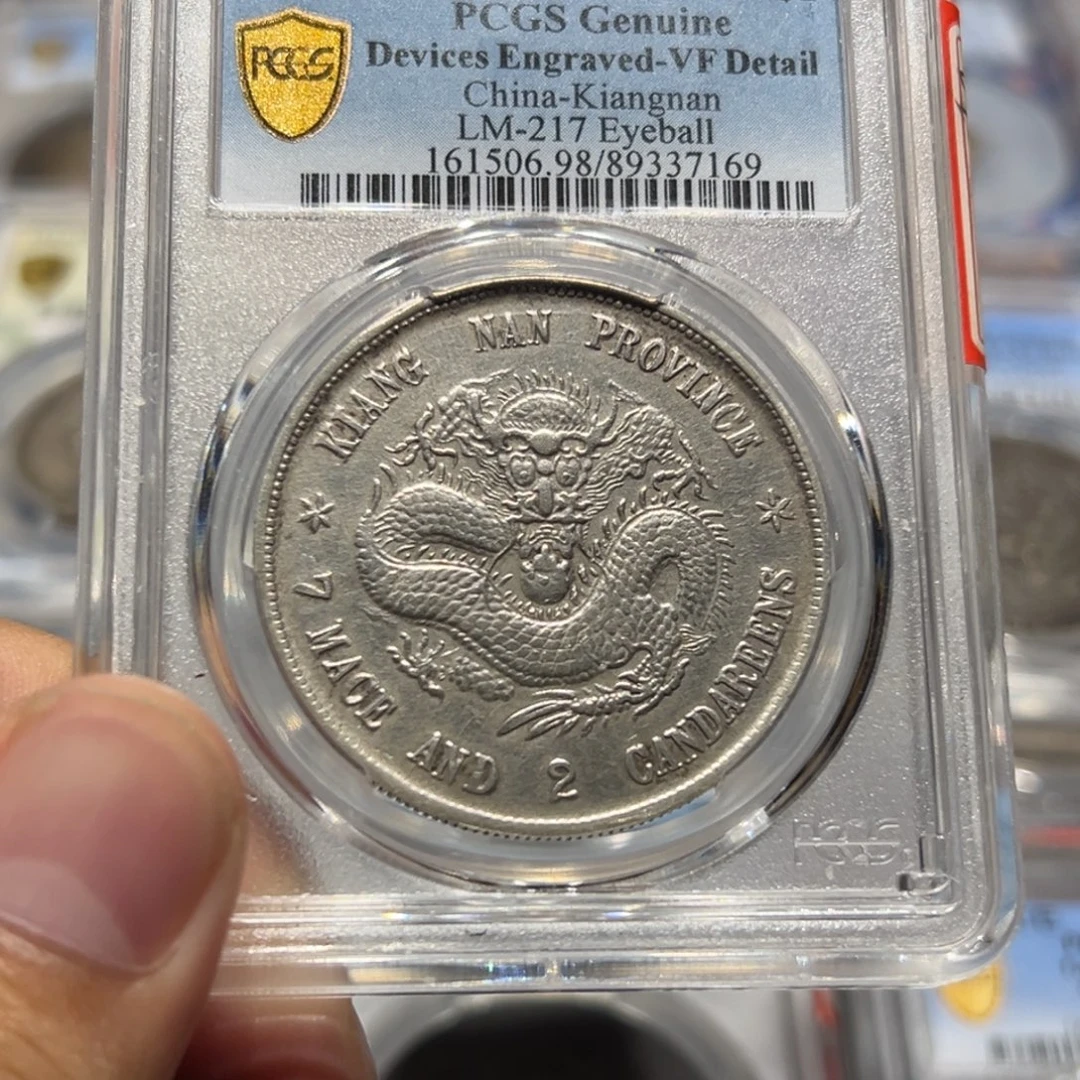 PCGS Genuine
PCGS
Devices Engraved-VF Detail
China-Kiangnan
LM-217 Eyeball
161506.98/89337169
KIANG NAN PROVINCE
7 MACE AND 2 CANDAREENS
PCGS